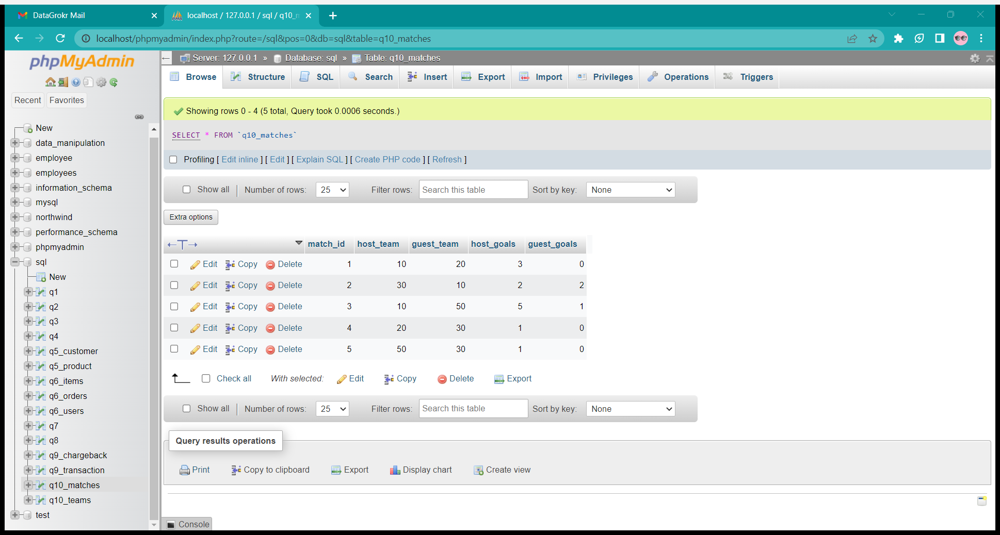 DataGrokr Mail
localhost / 127.0.0.1 / sql / q10_n
localhost/phpmyadmin/index.php?route=/sql&pos=0&db=sql&table=q10_matches
phpMyAdmin
Recent
Favorites
New
data_manipulation
employee
employees
information_schema
mysql
northwind
performance_schema
phpmyadmin
sql
New
q1
q2
q3
q4
q5_customer
q5_product
q6_items
q6_orders
q6_users
q7
q8
q9_chargeback
q9_transaction
q10_matches
q10_teams
test
Server: 127.0.0.1 » Database: sql » Table: q10_matches
Browse Structure SQL Search Insert Export Import Privileges Operations Triggers
Showing rows 0 - 4 (5 total, Query took 0.0006 seconds.)
SELECT * FROM `q10_matches`
Profiling [ Edit inline ] [ Edit ] [ Explain SQL ] [ Create PHP code ] [ Refresh ]
Show all Number of rows: 25 Filter rows: Search this table Sort by key: None
Extra options
←T→ match_id host_team guest_team host_goals guest_goals
Edit Copy Delete 1 10 20 3 0
Edit Copy Delete 2 30 10 2 2
Edit Copy Delete 3 10 50 5 1
Edit Copy Delete 4 20 30 1 0
Edit Copy Delete 5 50 30 1 0
Check all With selected: Edit Copy Delete Export
Show all Number of rows: 25 Filter rows: Search this table Sort by key: None
Query results operations
Print Copy to clipboard Export Display chart Create view
Console